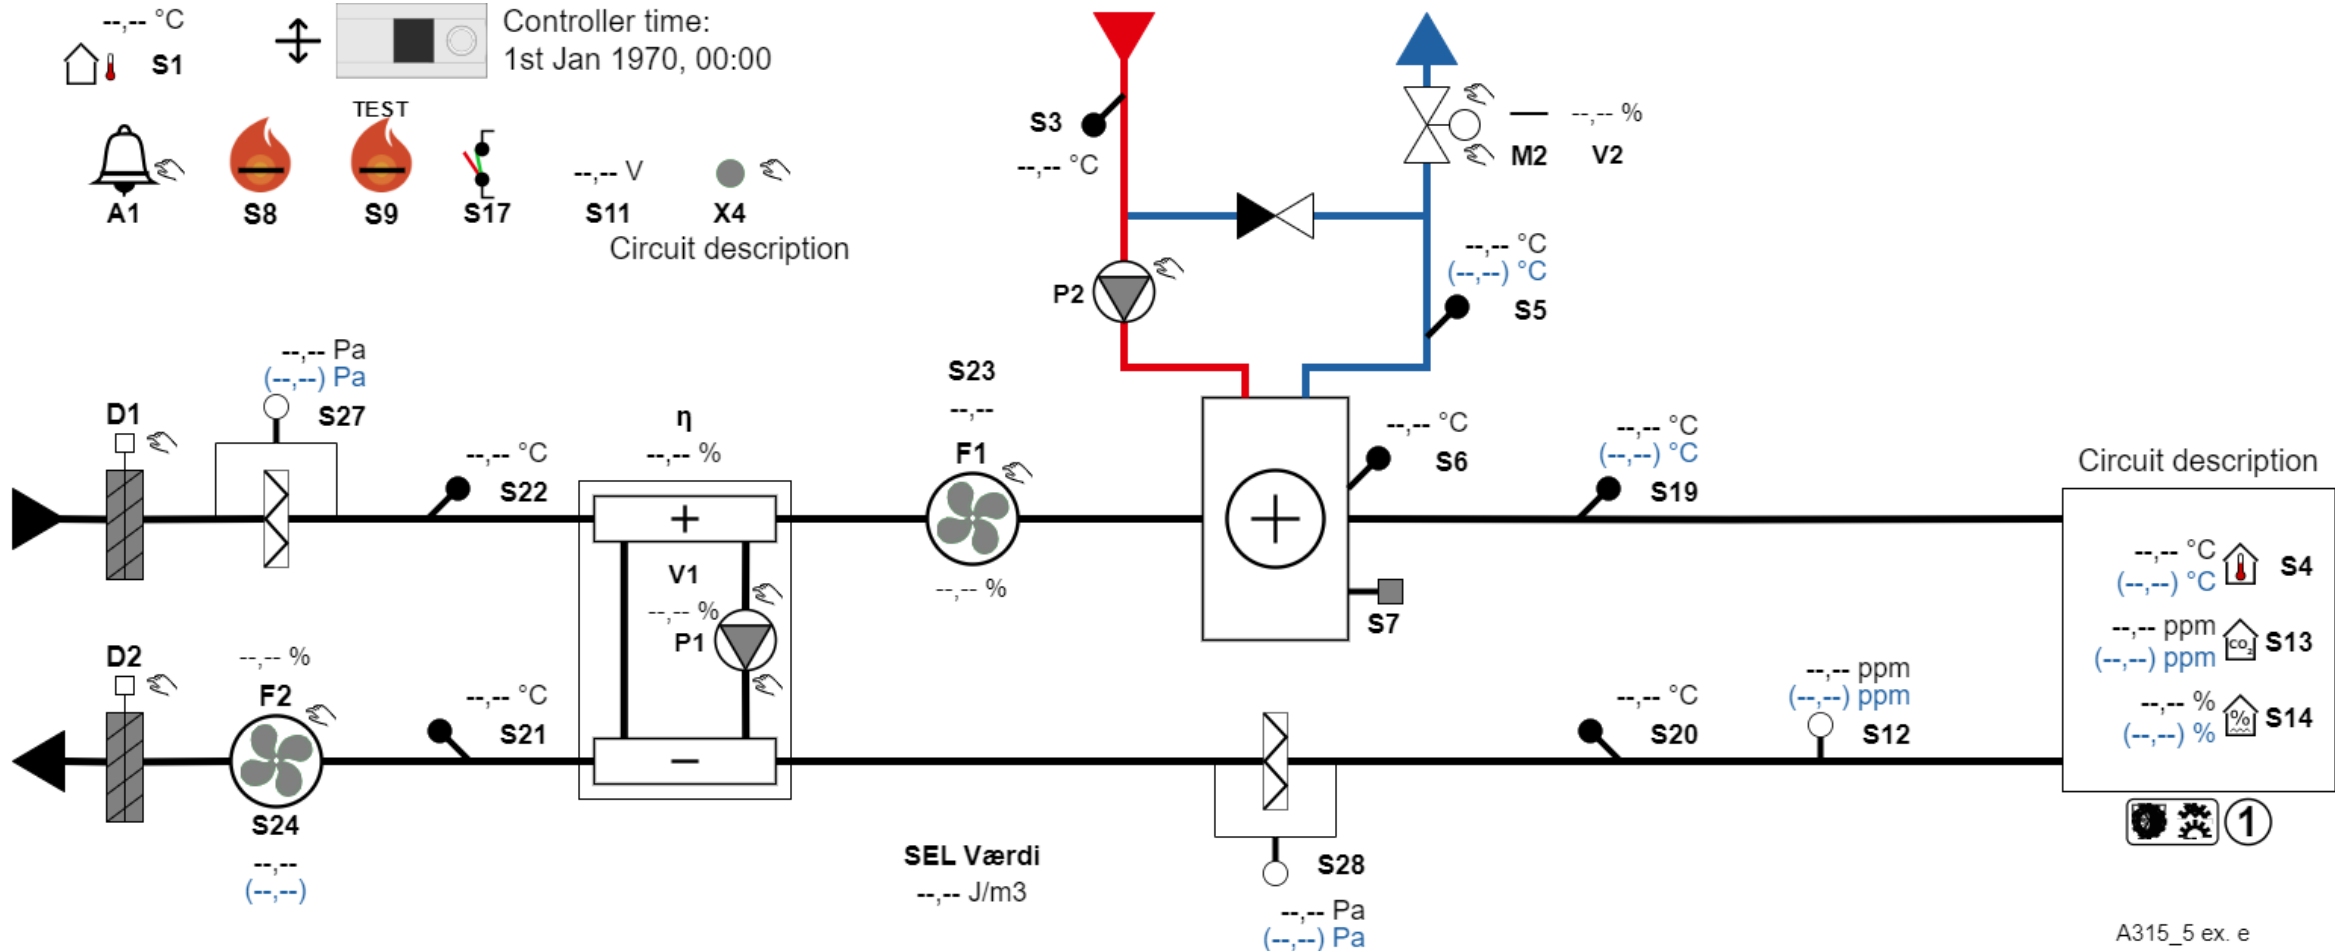 --,-- °C
S1
Controller time:
1st Jan 1970, 00:00
A1
S8
TEST
S9
S17
--,-- V
S11
X4
Circuit description
S3
--,-- °C
--,-- %
M2
V2
--,-- °C
(--,--) °C
S5
P2
--,-- Pa
(--,--) Pa
S27
D1
--,-- °C
S22
η
--,-- %
S23
--,--
F1
--,-- %
--,-- °C
S6
--,-- °C
(--,--) °C
S19
Circuit description
V1
--,-- %
P1
S7
--,-- °C
(--,--) °C
S4
--,-- ppm
(--,--) ppm
CO2
S13
--,-- %
(--,--) %
%
S14
D2
--,-- %
F2
S24
--,--
(--,--)
--,-- °C
S21
--,-- °C
S20
--,-- ppm
(--,--) ppm
S12
SEL Værdi
--,-- J/m3
S28
--,-- Pa
(--,--) Pa
1
A315_5 ex. e